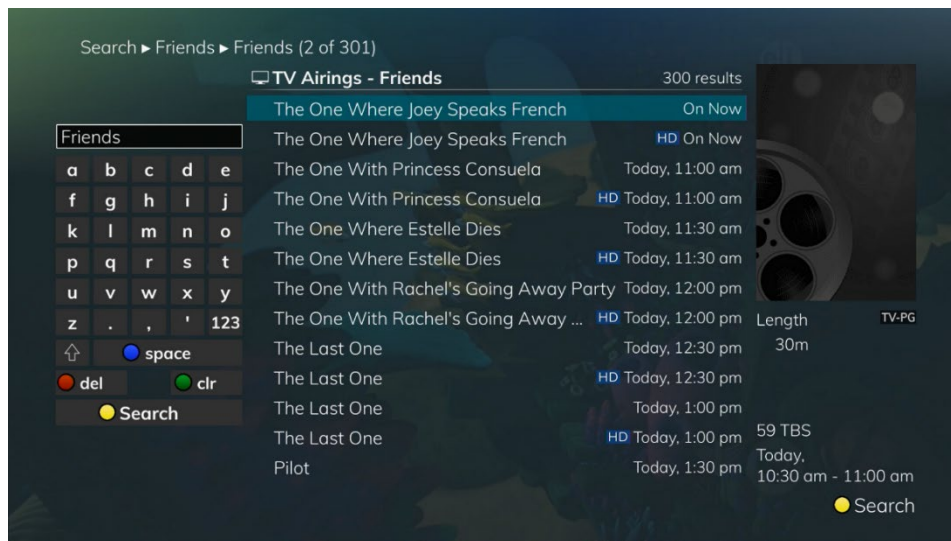 Search ▸ Friends ▸ Friends (2 of 301)
TV Airings - Friends 300 results
The One Where Joey Speaks French On Now
The One Where Joey Speaks French HD On Now
The One With Princess Consuela Today, 11:00 am
The One With Princess Consuela HD Today, 11:00 am
The One Where Estelle Dies Today, 11:30 am
The One Where Estelle Dies HD Today, 11:30 am
The One With Rachel's Going Away Party Today, 12:00 pm
The One With Rachel's Going Away ... HD Today, 12:00 pm
The Last One Today, 12:30 pm
The Last One HD Today, 12:30 pm
The Last One Today, 1:00 pm
The Last One HD Today, 1:00 pm
Pilot Today, 1:30 pm
Friends
a b c d e
f g h i j
k l m n o
p q r s t
u v w x y
z . , ' 123
space
del clr
Search
Length TV-PG
30m
59 TBS
Today,
10:30 am - 11:00 am
Search